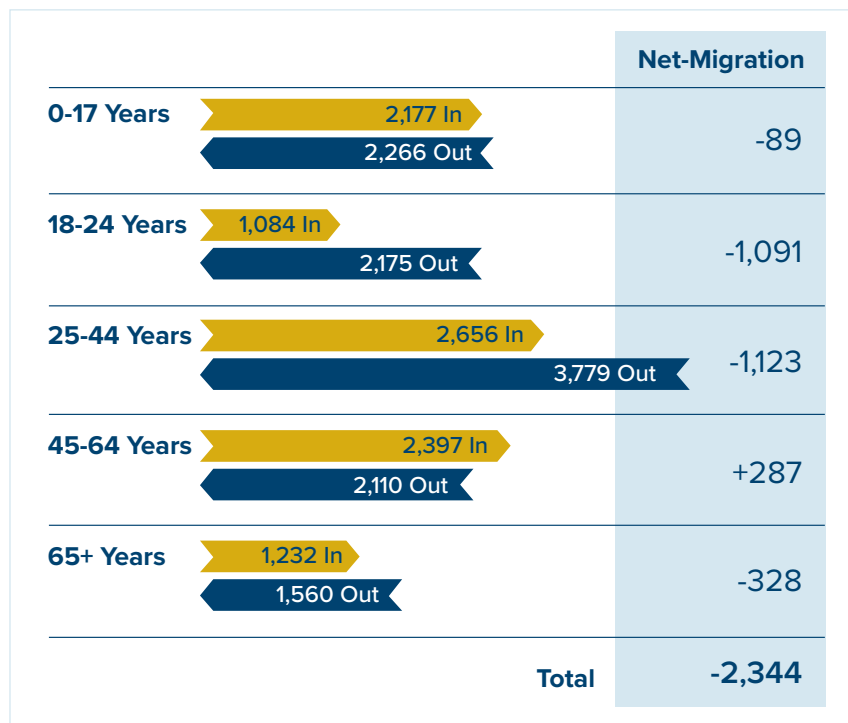 Net-Migration
0-17 Years
2,177 In
2,266 Out
-89
18-24 Years
1,084 In
2,175 Out
-1,091
25-44 Years
2,656 In
3,779 Out
-1,123
45-64 Years
2,397 In
2,110 Out
+287
65+ Years
1,232 In
1,560 Out
-328
Total -2,344